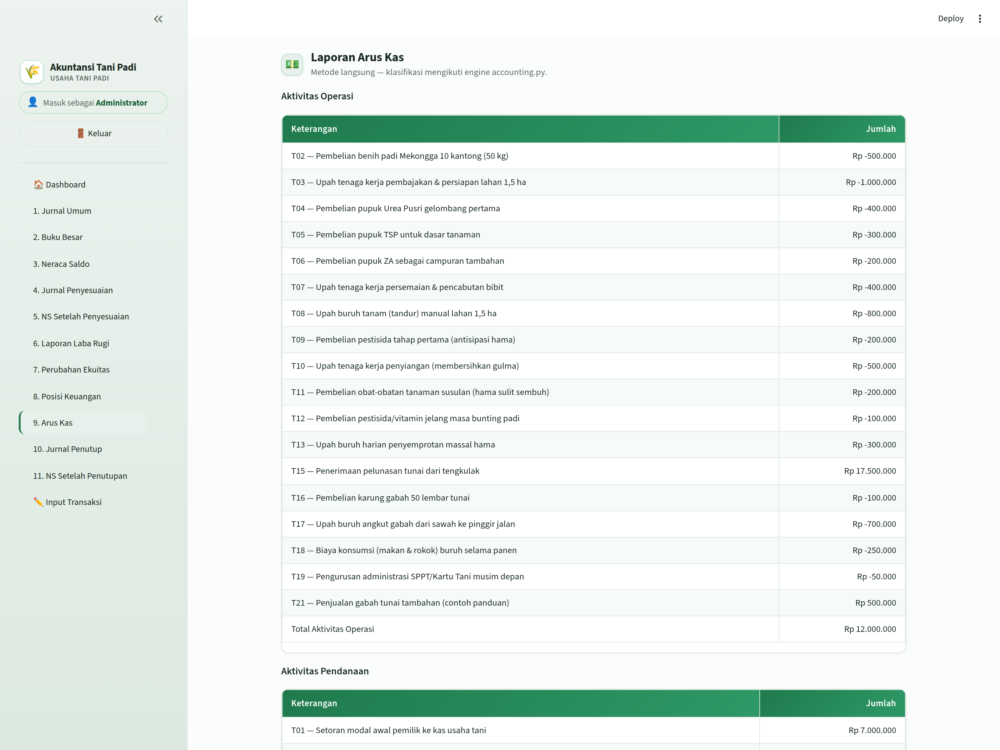 Deploy
Akuntansi Tani Padi
USAHA TANI PADI
Masuk sebagai Administrator
Keluar
Dashboard
1. Jurnal Umum
2. Buku Besar
3. Neraca Saldo
4. Jurnal Penyesuaian
5. NS Setelah Penyesuaian
6. Laporan Laba Rugi
7. Perubahan Ekuitas
8. Posisi Keuangan
9. Arus Kas
10. Jurnal Penutup
11. NS Setelah Penutupan
Input Transaksi
Laporan Arus Kas
Metode langsung — klasifikasi mengikuti engine accounting.py.
Aktivitas Operasi
Keterangan Jumlah
T02 — Pembelian benih padi Mekongga 10 kantong (50 kg) Rp -500.000
T03 — Upah tenaga kerja pembajakan & persiapan lahan 1,5 ha Rp -1.000.000
T04 — Pembelian pupuk Urea Pusri gelombang pertama Rp -400.000
T05 — Pembelian pupuk TSP untuk dasar tanaman Rp -300.000
T06 — Pembelian pupuk ZA sebagai campuran tambahan Rp -200.000
T07 — Upah tenaga kerja persemaian & pencabutan bibit Rp -400.000
T08 — Upah buruh tanam (tandur) manual lahan 1,5 ha Rp -800.000
T09 — Pembelian pestisida tahap pertama (antisipasi hama) Rp -200.000
T10 — Upah tenaga kerja penyiangan (membersihkan gulma) Rp -500.000
T11 — Pembelian obat-obatan tanaman susulan (hama sulit sembuh) Rp -200.000
T12 — Pembelian pestisida/vitamin jelang masa bunting padi Rp -100.000
T13 — Upah buruh harian penyemprotan massal hama Rp -300.000
T15 — Penerimaan pelunasan tunai dari tengkulak Rp 17.500.000
T16 — Pembelian karung gabah 50 lembar tunai Rp -100.000
T17 — Upah buruh angkut gabah dari sawah ke pinggir jalan Rp -700.000
T18 — Biaya konsumsi (makan & rokok) buruh selama panen Rp -250.000
T19 — Pengurusan administrasi SPPT/Kartu Tani musim depan Rp -50.000
T21 — Penjualan gabah tunai tambahan (contoh panduan) Rp 500.000
Total Aktivitas Operasi Rp 12.000.000
Aktivitas Pendanaan
Keterangan Jumlah
T01 — Setoran modal awal pemilik ke kas usaha tani Rp 7.000.000